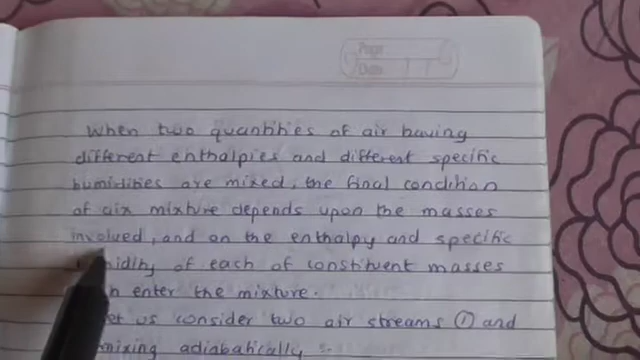 Page
Date
When two quantities of air having
different enthalpies and different specific
humidities are mixed, the final condition
of air mixture depends upon the masses
involved, and on the enthalpy and specific
of each of constituent masses
enter the mixture.
us consider two air streams ① and
mixing adiabatically